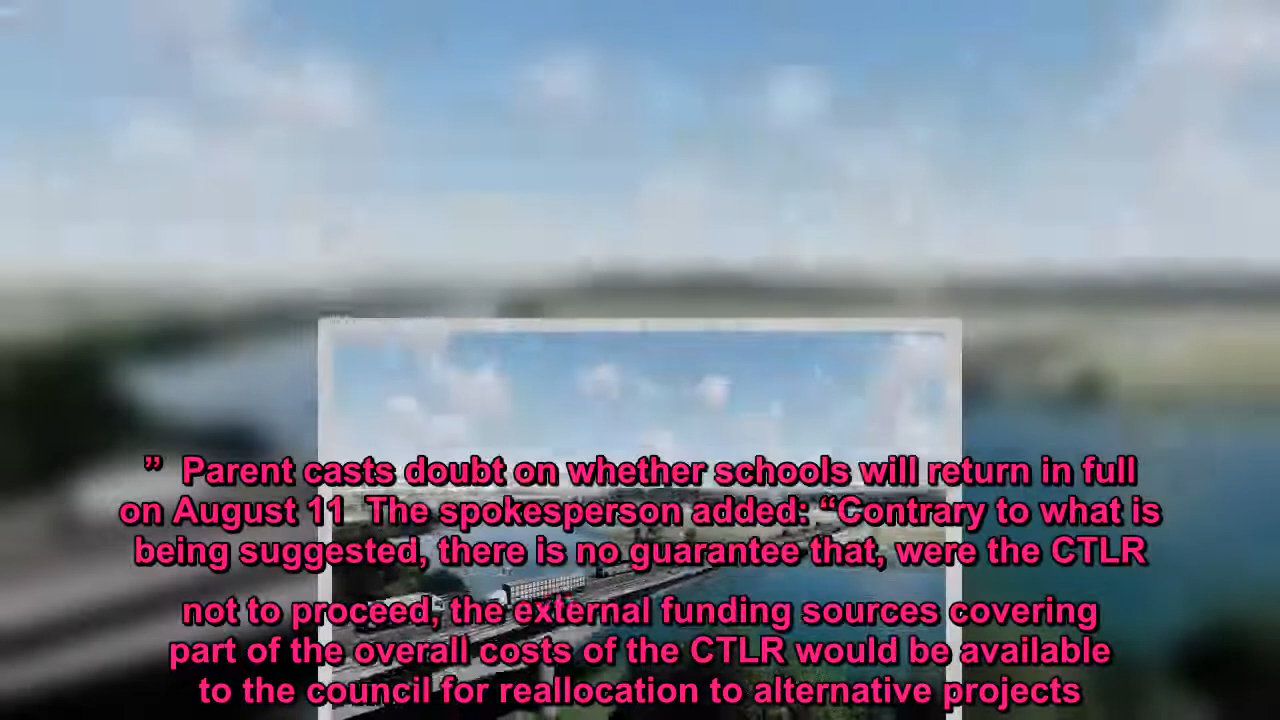 ”  Parent casts doubt on whether schools will return in full
on August 11  The spokesperson added: “Contrary to what is
being suggested, there is no guarantee that, were the CTLR
not to proceed, the external funding sources covering
part of the overall costs of the CTLR would be available
to the council for reallocation to alternative projects